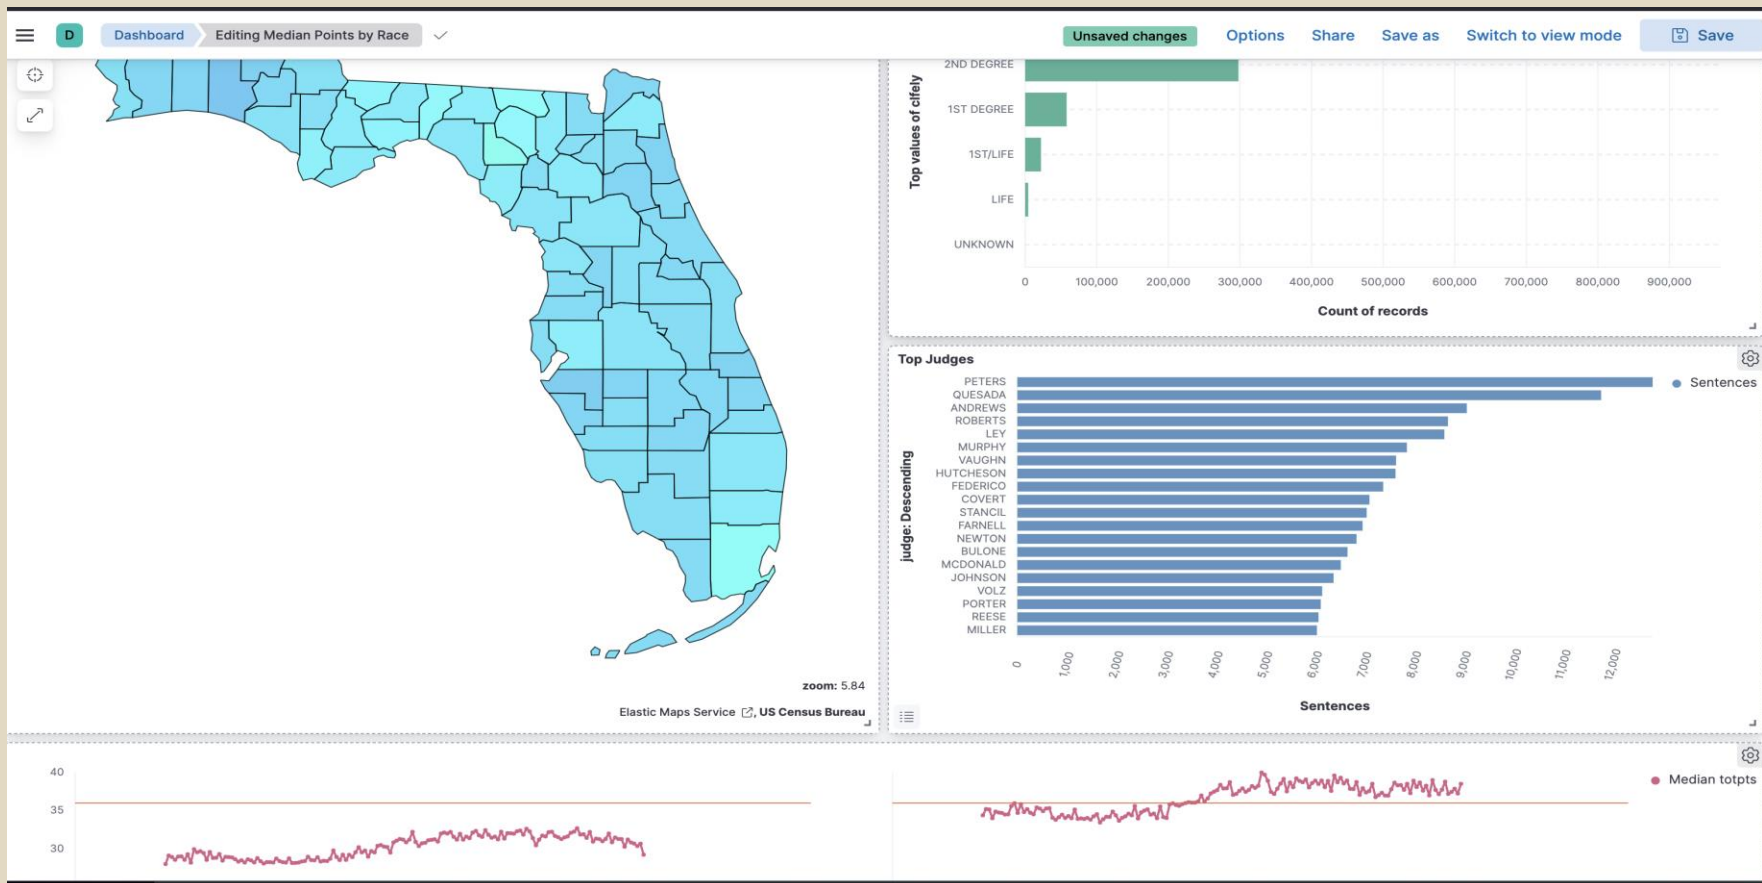 D Dashboard Editing Median Points by Race Unsaved changes Options Share Save as Switch to view mode Save
zoom: 5.84
Elastic Maps Service , US Census Bureau
Top values of clfely
2ND DEGREE
1ST DEGREE
1ST/LIFE
LIFE
UNKNOWN
0 100,000 200,000 300,000 400,000 500,000 600,000 700,000 800,000 900,000
Count of records
Top Judges
judge: Descending
PETERS
QUESADA
ANDREWS
ROBERTS
LEY
MURPHY
VAUGHN
HUTCHESON
FEDERICO
COVERT
STANCIL
FARNELL
NEWTON
BULONE
MCDONALD
JOHNSON
VOLZ
PORTER
REESE
MILLER
Sentences
0 1,000 2,000 3,000 4,000 5,000 6,000 7,000 8,000 9,000 10,000 11,000 12,000
Sentences
40
35
30
Median totpts